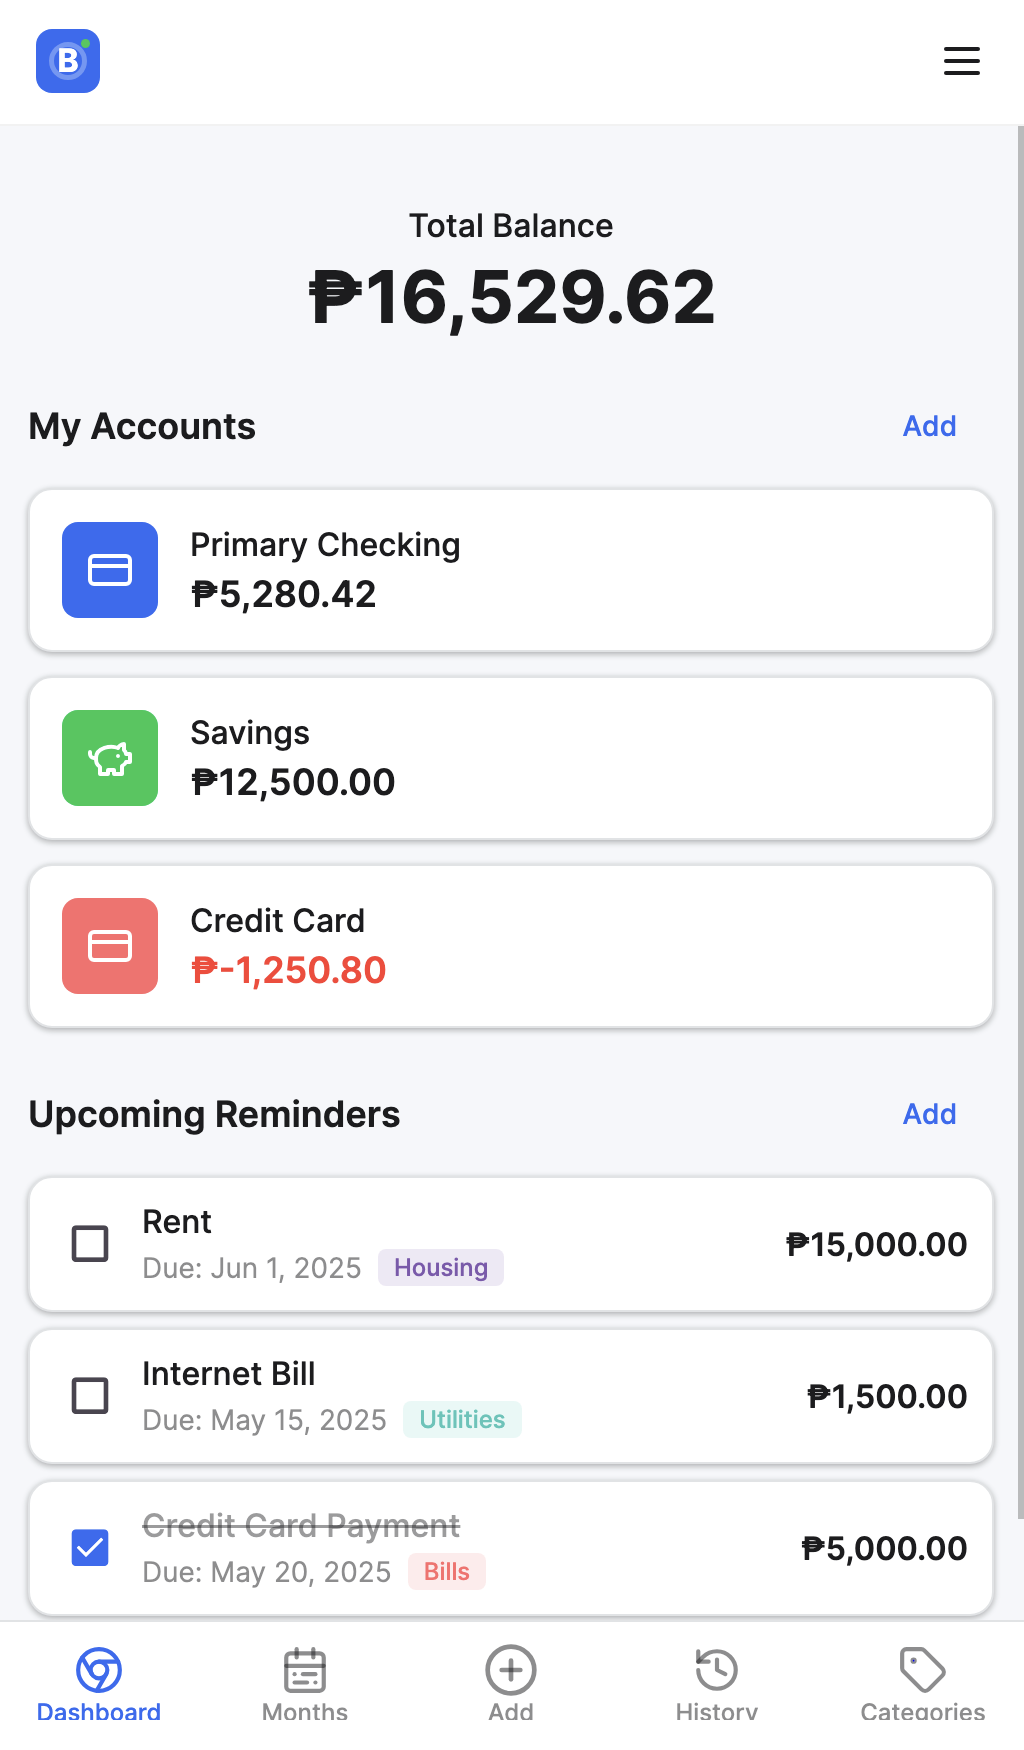 B
Total Balance
₱16,529.62
My Accounts
Add
Primary Checking
₱5,280.42
Savings
₱12,500.00
Credit Card
₱-1,250.80
Upcoming Reminders
Add
Rent
Due: Jun 1, 2025 Housing
₱15,000.00
Internet Bill
Due: May 15, 2025 Utilities
₱1,500.00
Credit Card Payment
Due: May 20, 2025 Bills
₱5,000.00
Dashboard Months Add History Categories